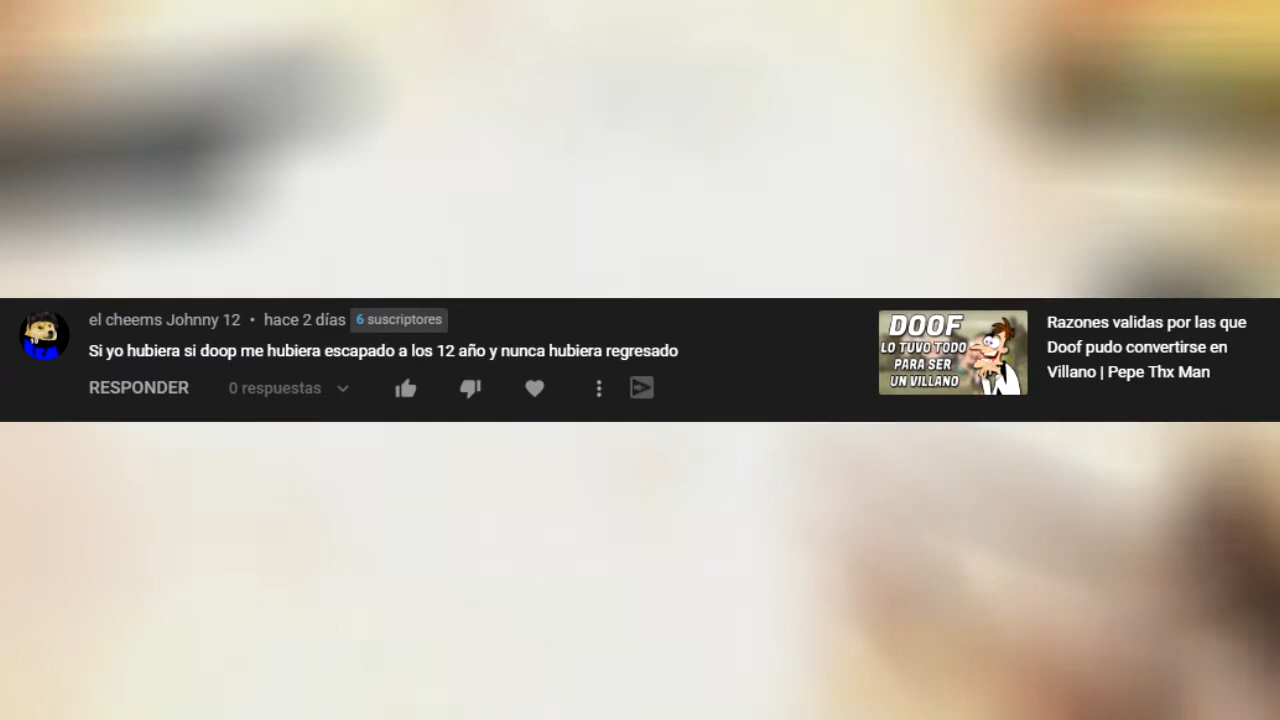 el cheems Johnny 12 • hace 2 días 6 suscriptores
Si yo hubiera si doop me hubiera escapado a los 12 año y nunca hubiera regresado
RESPONDER 0 respuestas
DOOF
LO TUVO TODO
PARA SER
UN VILLANO
Razones validas por las que
Doof pudo convertirse en
Villano | Pepe Thx Man